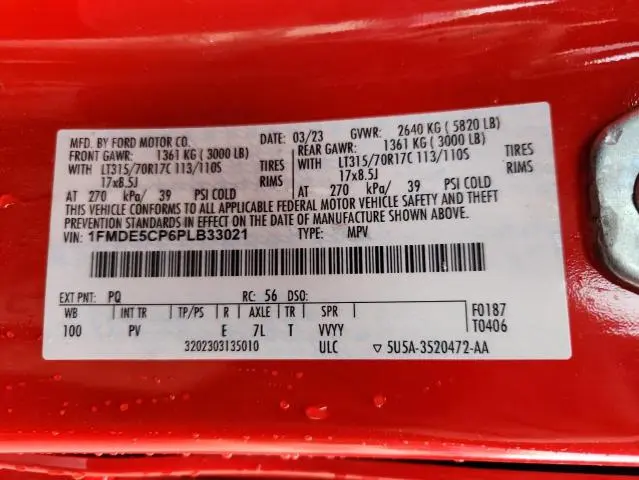 MFD. BY FORD MOTOR CO. DATE: 03/23 GVWR: 2640 KG ( 5820 LB)
FRONT GAWR: 1361 KG ( 3000 LB) REAR GAWR: 1361 KG ( 3000 LB)
WITH LT315/70R17C 113/110S TIRES WITH LT315/70R17C 113/110S TIRES
17x8.5J RIMS 17x8.5J RIMS
AT 270 kPa/ 39 PSI COLD AT 270 kPa/ 39 PSI COLD
THIS VEHICLE CONFORMS TO ALL APPLICABLE FEDERAL MOTOR VEHICLE SAFETY AND THEFT
PREVENTION STANDARDS IN EFFECT ON THE DATE OF MANUFACTURE SHOWN ABOVE.
VIN: 1FMDE5CP6PLB33021 TYPE: MPV
EXT PNT: PQ RC: 56 DSO:
WB INT TR TP/PS R AXLE TR SPR F0187
100 PV E 7L T VVYY T0406
3202303135010 ULC ▽ 5U5A-3520472-AA